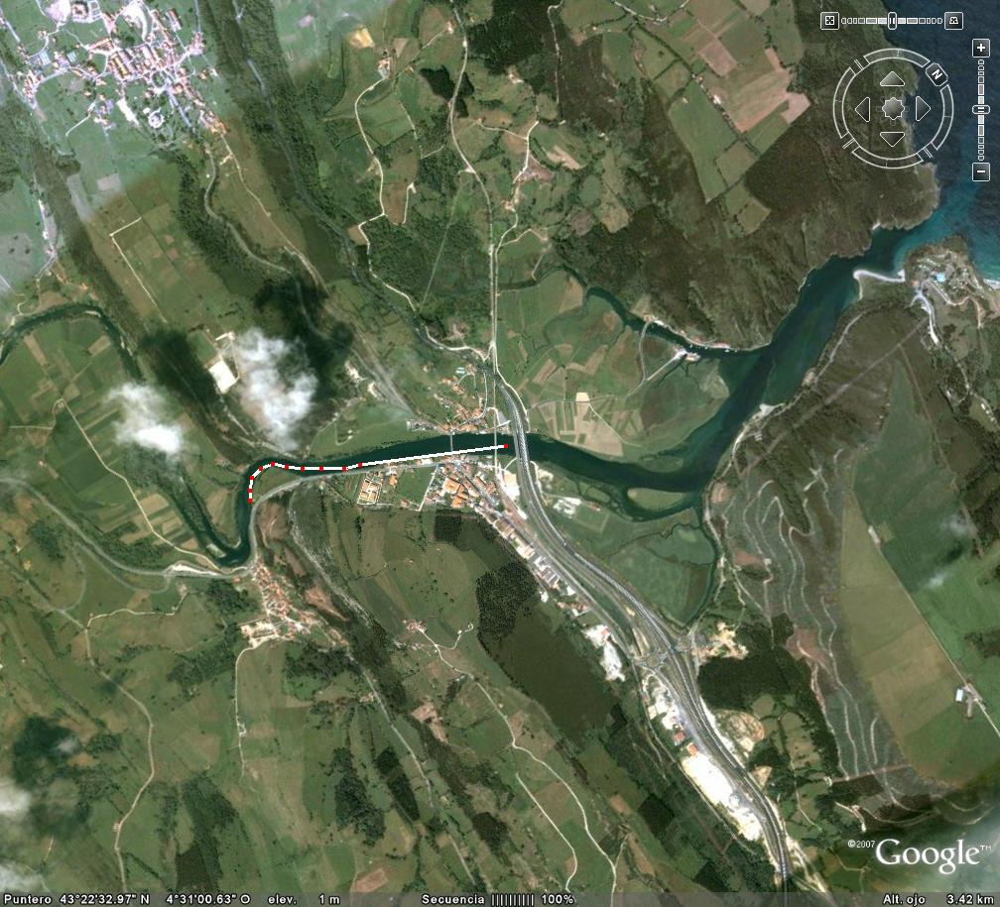 N
©2007 Google™
Puntero 43°22'32.97" N 4°31'00.63" O elev. 1 m Secuencia |||||||||| 100% Alt. ojo 3.42 km